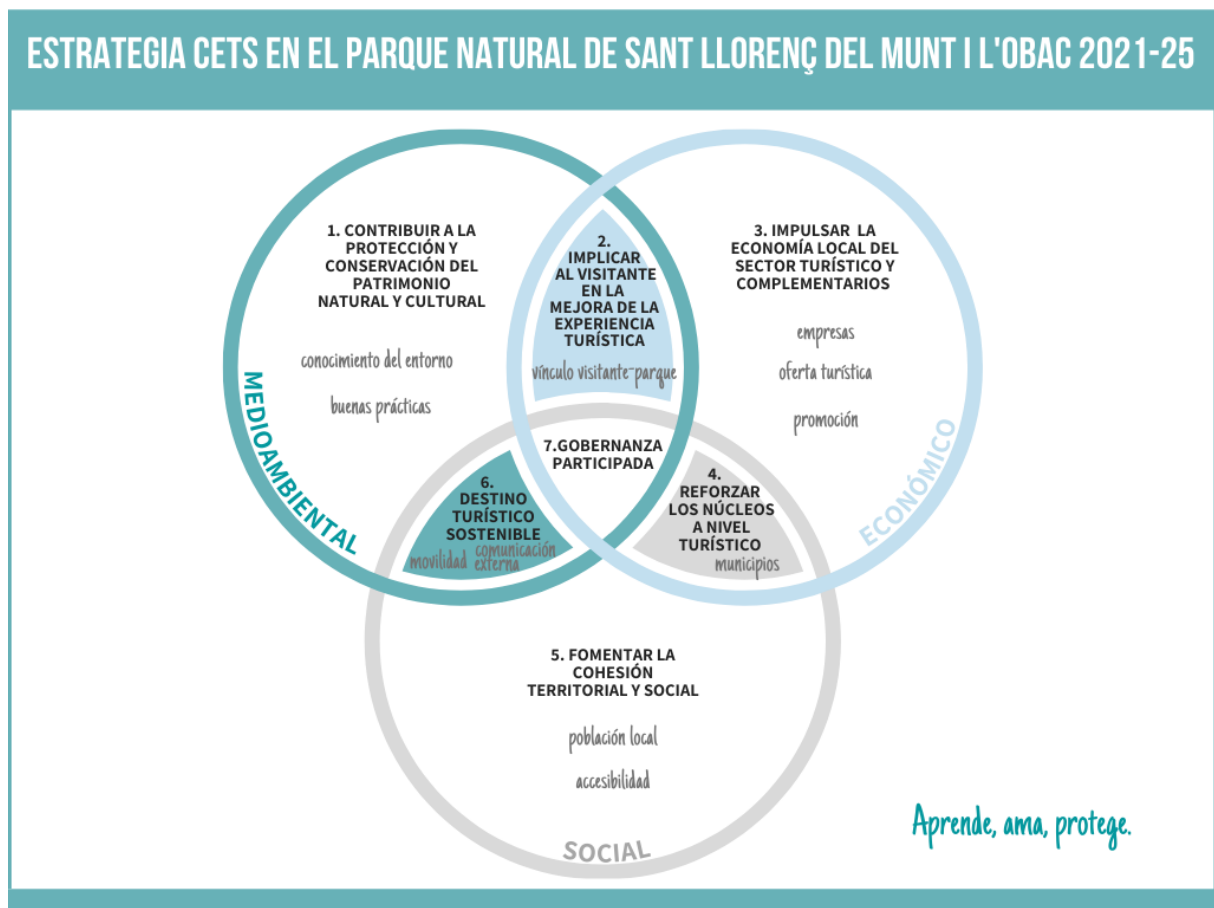 ESTRATEGIA CETS EN EL PARQUE NATURAL DE SANT LLORENÇ DEL MUNT I L'OBAC 2021-25
1. CONTRIBUIR A LA
PROTECCIÓN Y
CONSERVACIÓN DEL
PATRIMONIO
NATURAL Y CULTURAL
conocimiento del entorno
buenas prácticas
MEDIOAMBIENTAL
2.
IMPLICAR
AL VISITANTE
EN LA
MEJORA DE LA
EXPERIENCIA
TURÍSTICA
vínculo visitante-parque
3. IMPULSAR LA
ECONOMÍA LOCAL DEL
SECTOR TURÍSTICO Y
COMPLEMENTARIOS
empresas
oferta turística
promoción
ECONÓMICO
7.GOBERNANZA
PARTICIPADA
6.
DESTINO
TURÍSTICO
SOSTENIBLE
movilidad
comunicación
externa
4.
REFORZAR
LOS NÚCLEOS
A NIVEL
TURÍSTICO
municipios
5. FOMENTAR LA
COHESIÓN
TERRITORIAL Y SOCIAL
población local
accesibilidad
SOCIAL
Aprende, ama, protege.